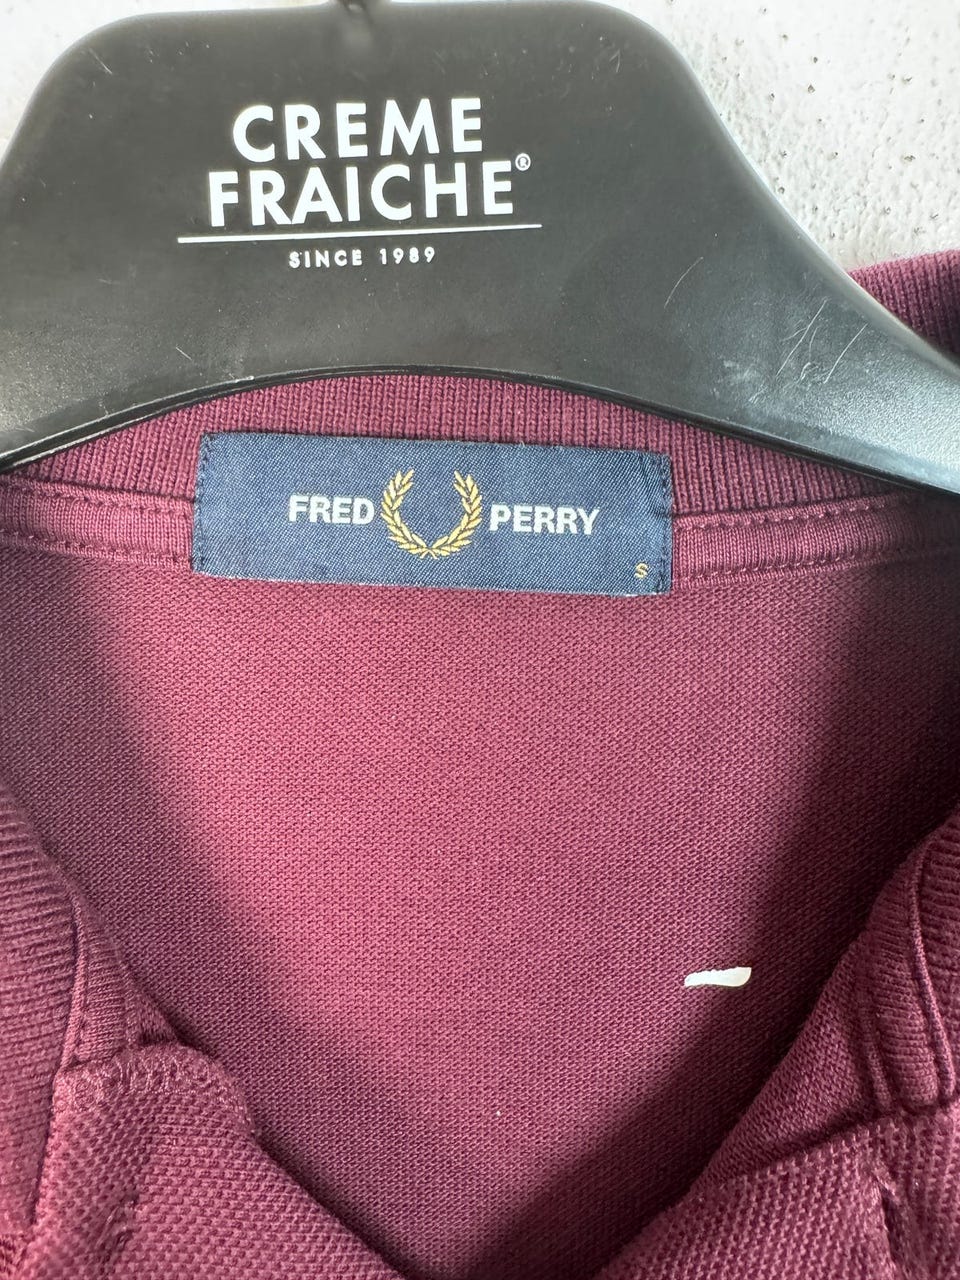 CREME
FRAICHE®
SINCE 1989
FRED PERRY
S